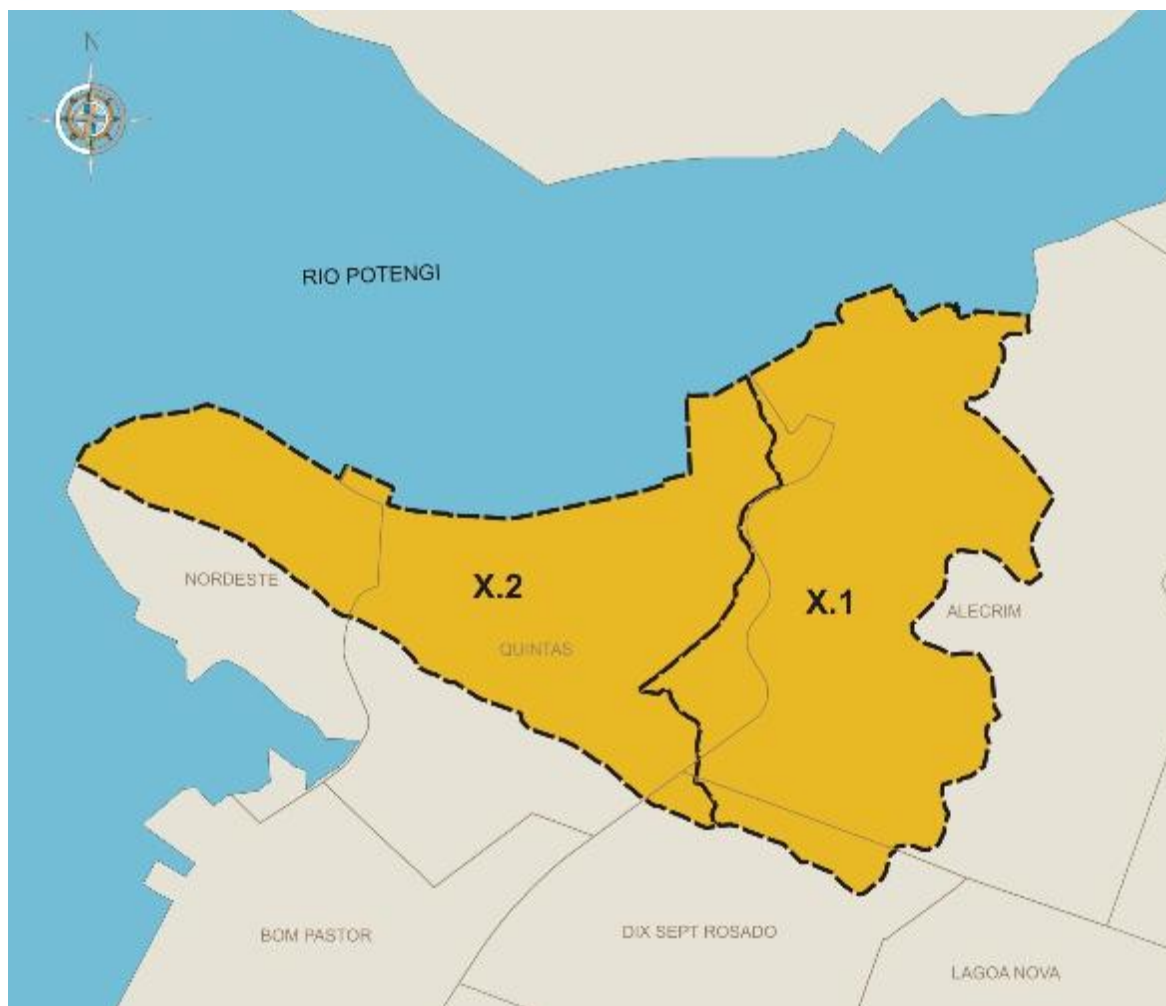 N
RIO POTENGI
NORDESTE
X.2
X.1
ALECRIM
QUINTAS
BOM PASTOR
DIX SEPT ROSADO
LAGOA NOVA